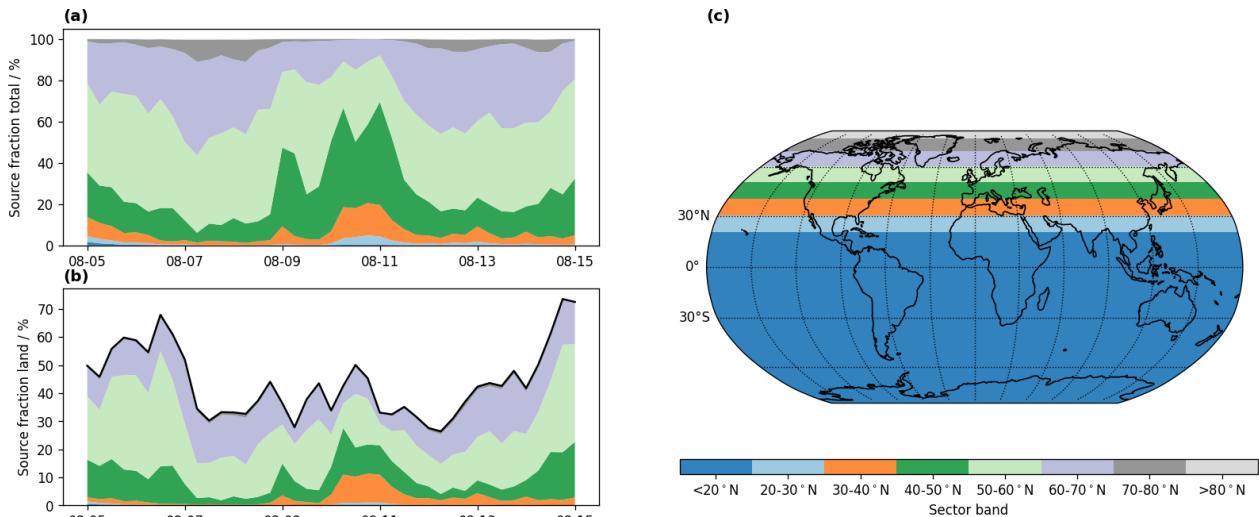 (a)
Source fraction total / %
100
80
60
40
20
0
08-05 08-07 08-09 08-11 08-13 08-15
(b)
Source fraction land / %
70
60
50
40
30
20
10
0
(c)
30°N
0°
30°S
<20° N 20-30° N 30-40° N 40-50° N 50-60° N 60-70° N 70-80° N >80° N
Sector band